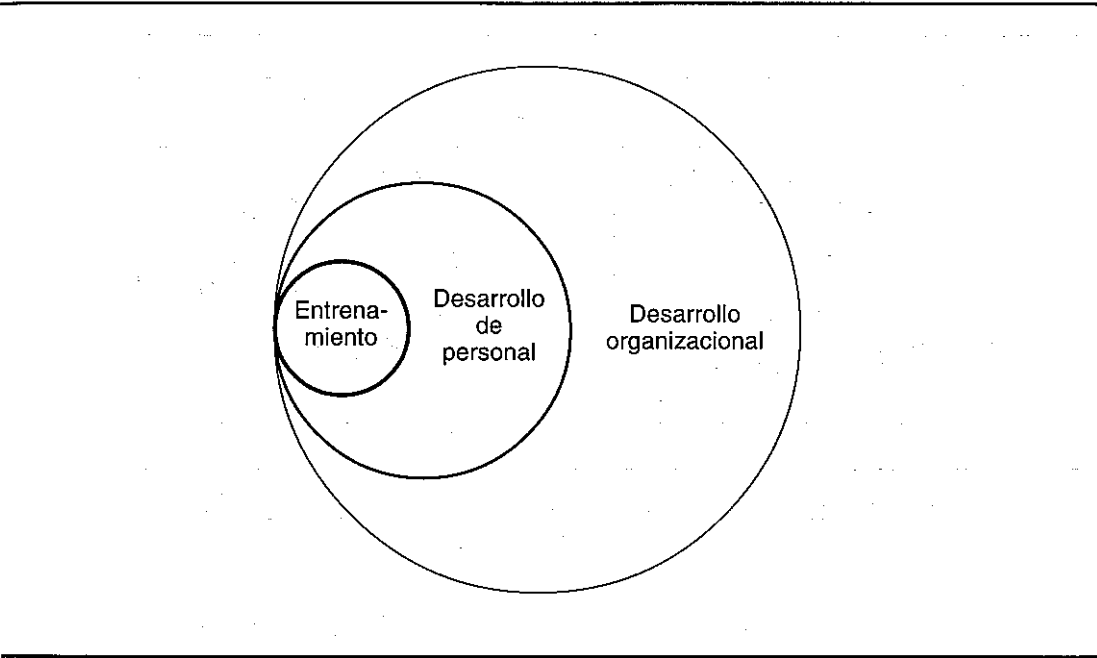 Entrena-
miento
Desarrollo
de
personal
Desarrollo
organizacional